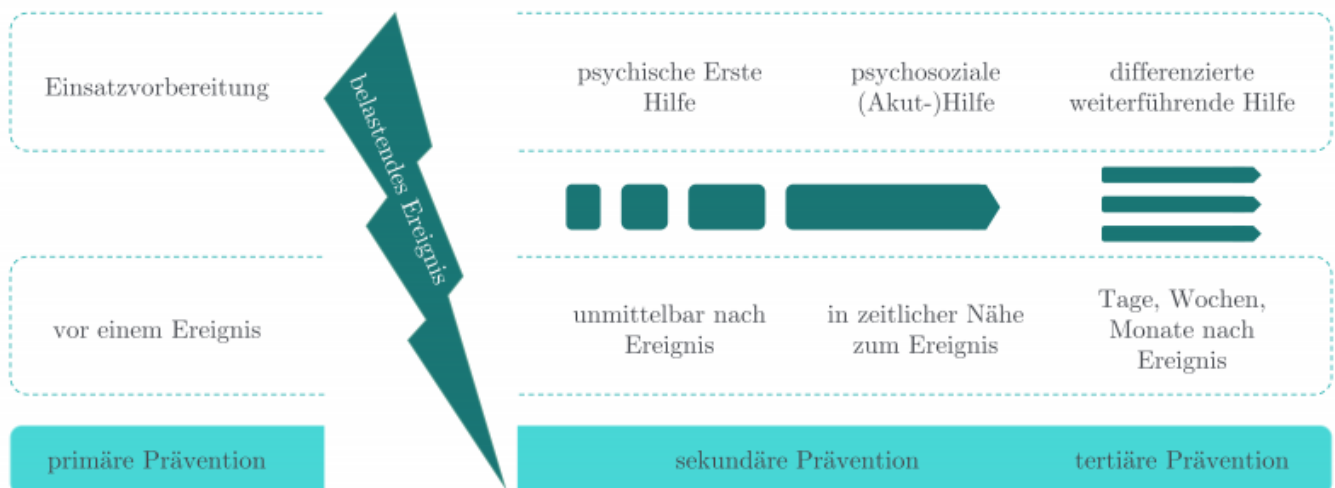 Einsatzvorbereitung
belastendes Ereignis
psychische Erste
Hilfe
psychosoziale
(Akut-)Hilfe
differenzierte
weiterführende Hilfe
vor einem Ereignis
unmittelbar nach
Ereignis
in zeitlicher Nähe
zum Ereignis
Tage, Wochen,
Monate nach
Ereignis
primäre Prävention
sekundäre Prävention
tertiäre Prävention